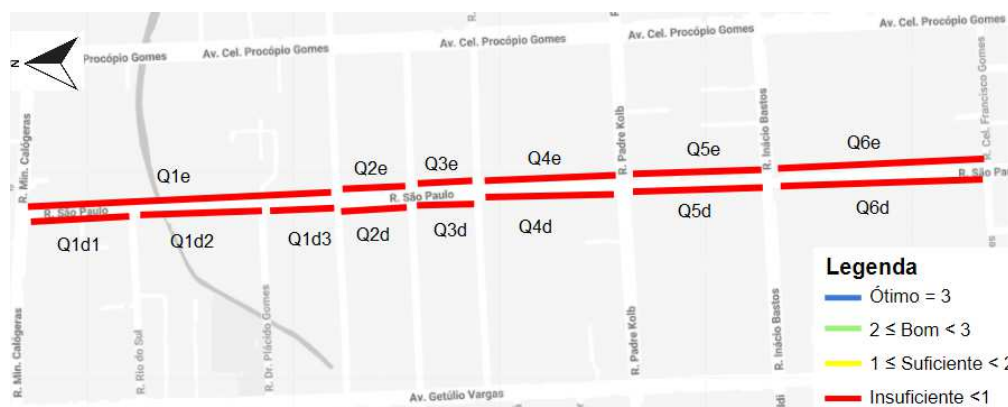 Av. Cel. Procópio Gomes
Av. Cel. Procópio Gomes
Av. Cel. Procópio Gomes
Av. Cel. Procópio Gomes
Procópio Gomes
N
R. Min. Calógeras
R. Padre Kolb
R. Inácio Bastos
R. Cel. Francisco Gomes
Q1e
Q2e
Q3e
Q4e
Q5e
Q6e
R. São Paulo
R. São Paulo
R. São Pau
Q1d1
Q1d2
Q1d3
Q2d
Q3d
Q4d
Q5d
Q6d
R. Min. Calógeras
R. Rio do Sul
R. Dr. Plácido Gomes
R. Padre Kolb
R. Inácio Bastos
Av. Getúlio Vargas
Legenda
Ótimo = 3
2 ≤ Bom < 3
1 ≤ Suficiente < 2
Insuficiente <1